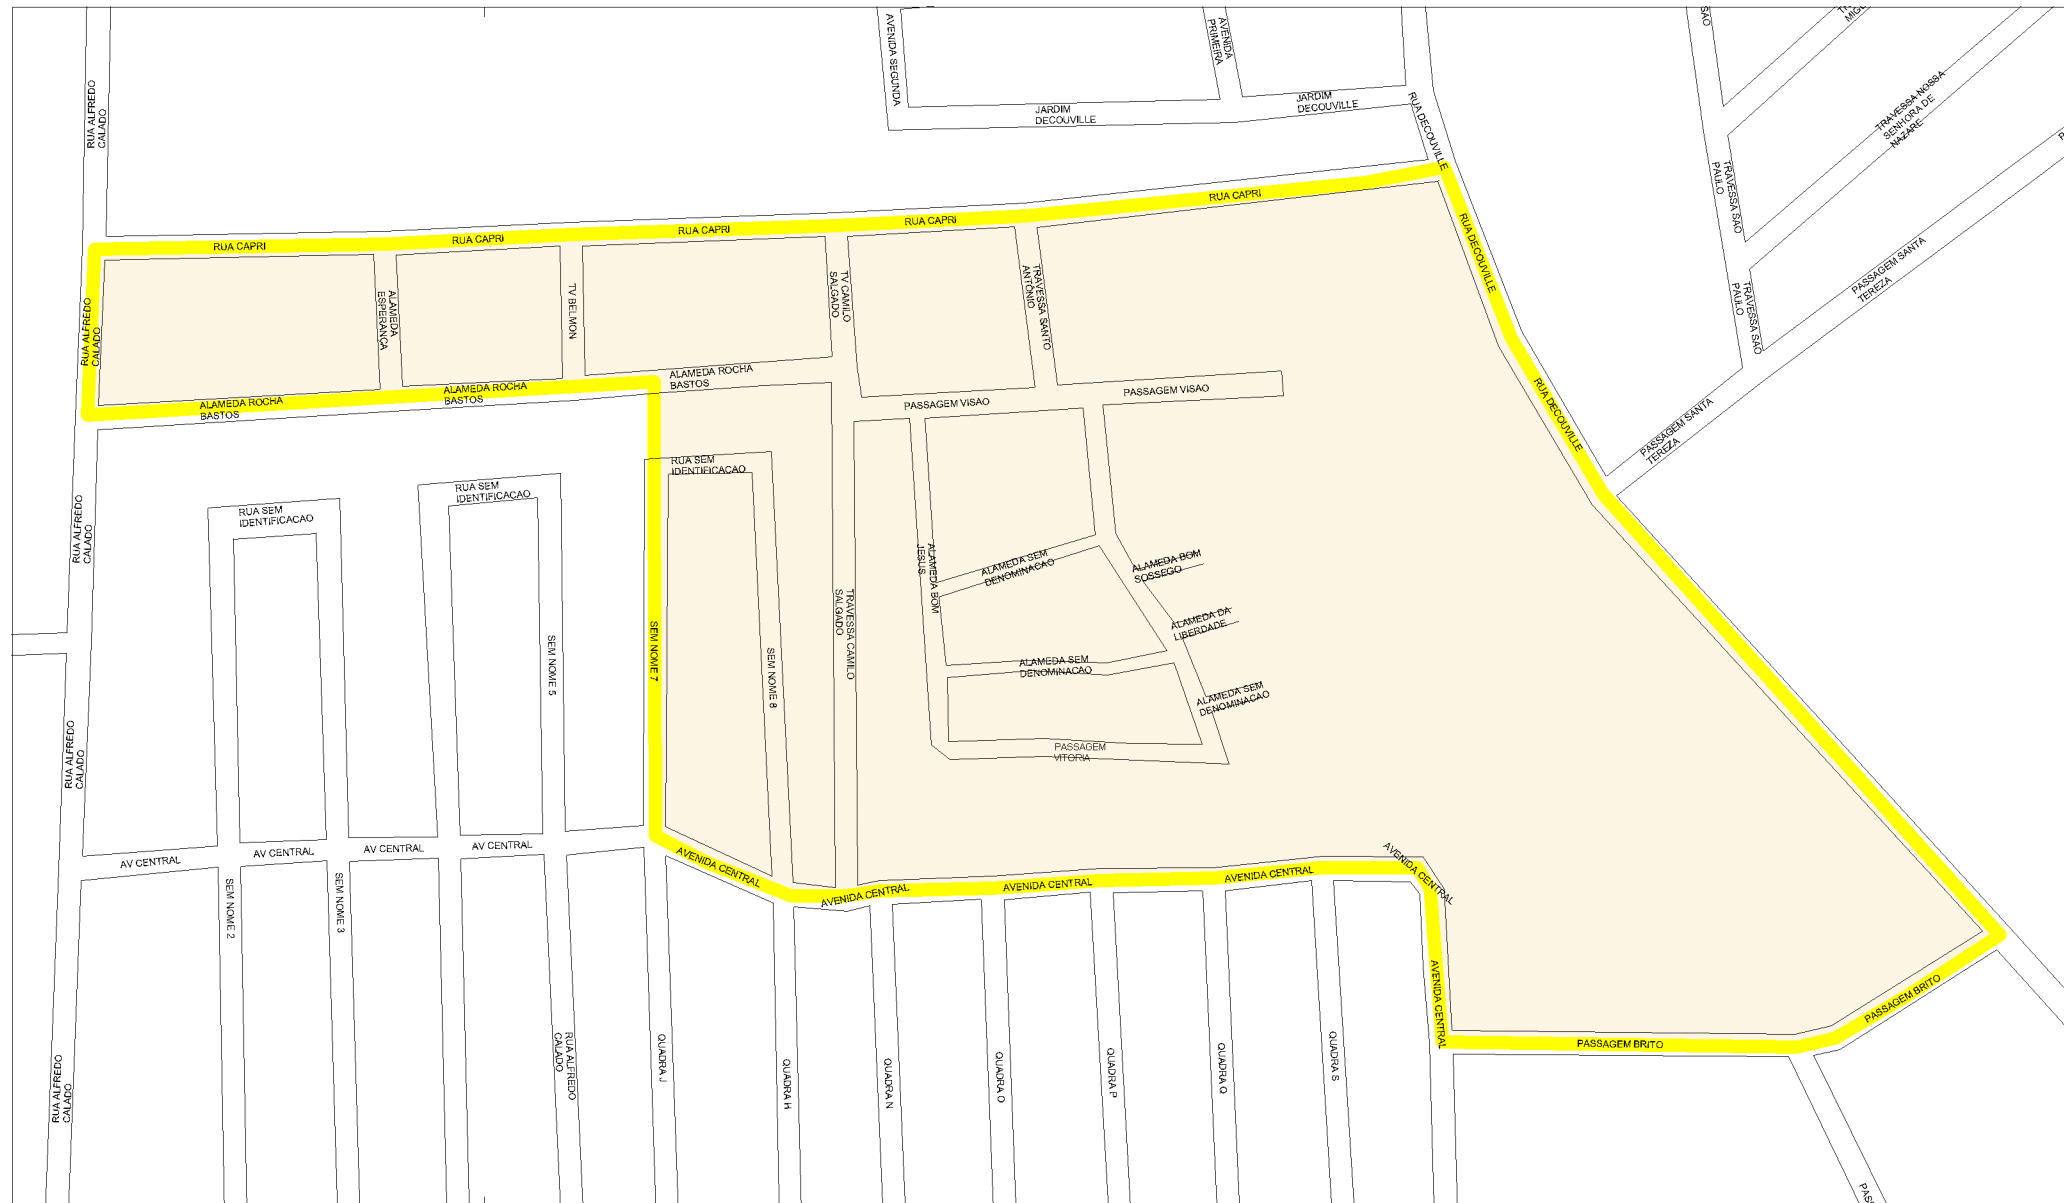 AVENIDA SEGUNDA
AVENIDA
PRIMEIRA
SAO
RUA ALFREDO
CALADO
JARDIM
DECOUVILLE
JARDIM
DECOUVILLE
RUA DECOUVILLE
TRAVESSA NOSSA
SENHORA DE
NAZARE
TRAVESSA SAO
PAULO
RUA CAPRI
RUA CAPRI
RUA CAPRI
RUA CAPRI
RUA CAPRI
RUA DECOUVILLE
PASSAGEM SANTA
TEREZA
TRAVESSA SAO
PAULO
RUA ALFREDO
CALADO
ALAMEDA
ESPERANÇA
TV BELMON
TV CAMILO
SALGADO
TRAVESSA SANTO
ANTÔNIO
ALAMEDA ROCHA
BASTOS
ALAMEDA ROCHA
BASTOS
ALAMEDA ROCHA
BASTOS
PASSAGEM VISAO
PASSAGEM VISAO
RUA DECOUVILLE
PASSAGEM SANTA
TEREZA
RUA SEM
IDENTIFICACAO
RUA SEM
IDENTIFICACAO
RUA SEM
IDENTIFICACAO
RUA ALFREDO
CALADO
ALAMEDA BOM
JESUS
ALAMEDA SEM
DENOMINACAO
ALAMEDA BOM
SOSSEGO
ALAMEDA DA
LIBERDADE
SEM NOME 5
SEM NOME 7
SEM NOME 8
TRAVESSA CAMILO
SALGADO
ALAMEDA SEM
DENOMINACAO
ALAMEDA SEM
DENOMINACAO
PASSAGEM
VITORIA
RUA ALFREDO
CALADO
AV CENTRAL
AV CENTRAL
AV CENTRAL
AV CENTRAL
AVENIDA CENTRAL
AVENIDA CENTRAL
AVENIDA CENTRAL
AVENIDA CENTRAL
AVENIDA CENTRAL
SEM NOME 2
SEM NOME 3
AVENIDA CENTRAL
PASSAGEM BRITO
PASSAGEM BRITO
RUA ALFREDO
CALADO
RUA ALFREDO
CALADO
QUADRA J
QUADRA H
QUADRA N
QUADRA O
QUADRA P
QUADRA Q
QUADRA S